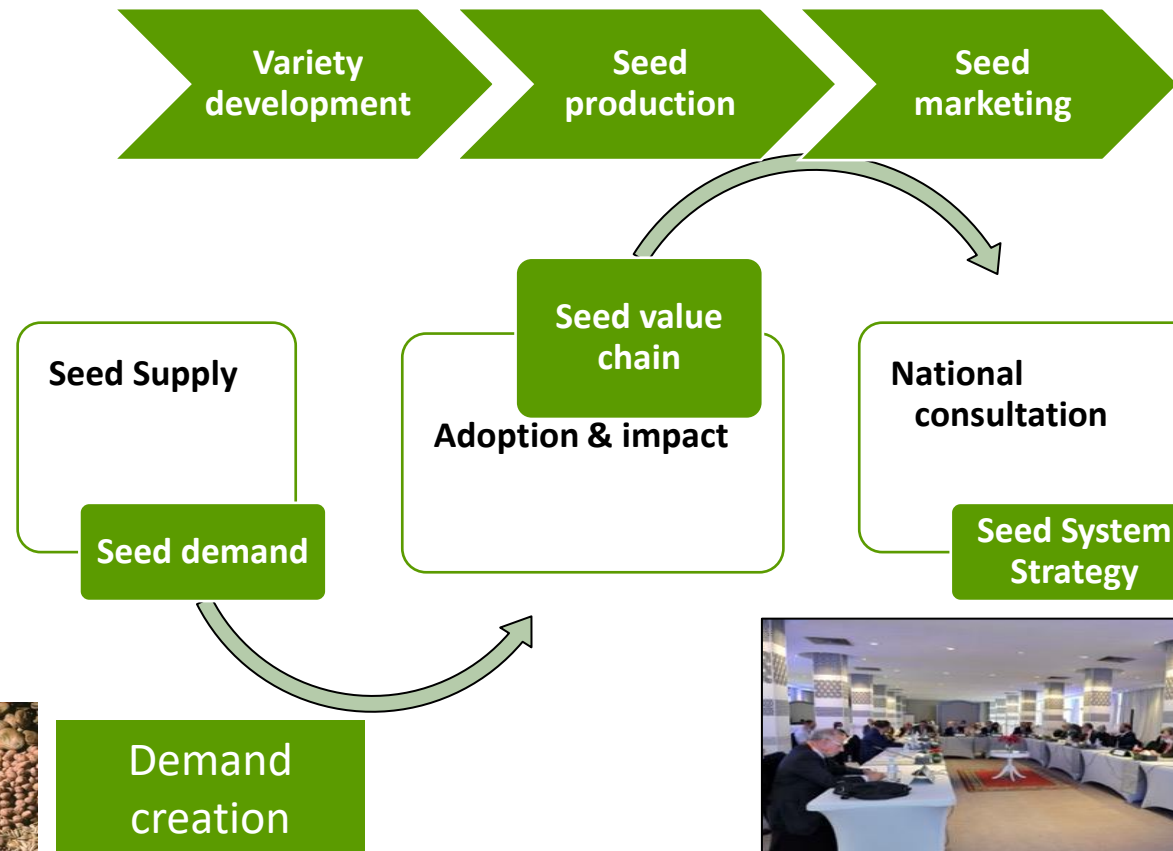 Variety
development
Seed
production
Seed
marketing
Seed value
chain
Seed Supply
Adoption & impact
National
consultation
Seed demand
Seed System
Strategy
Demand
creation